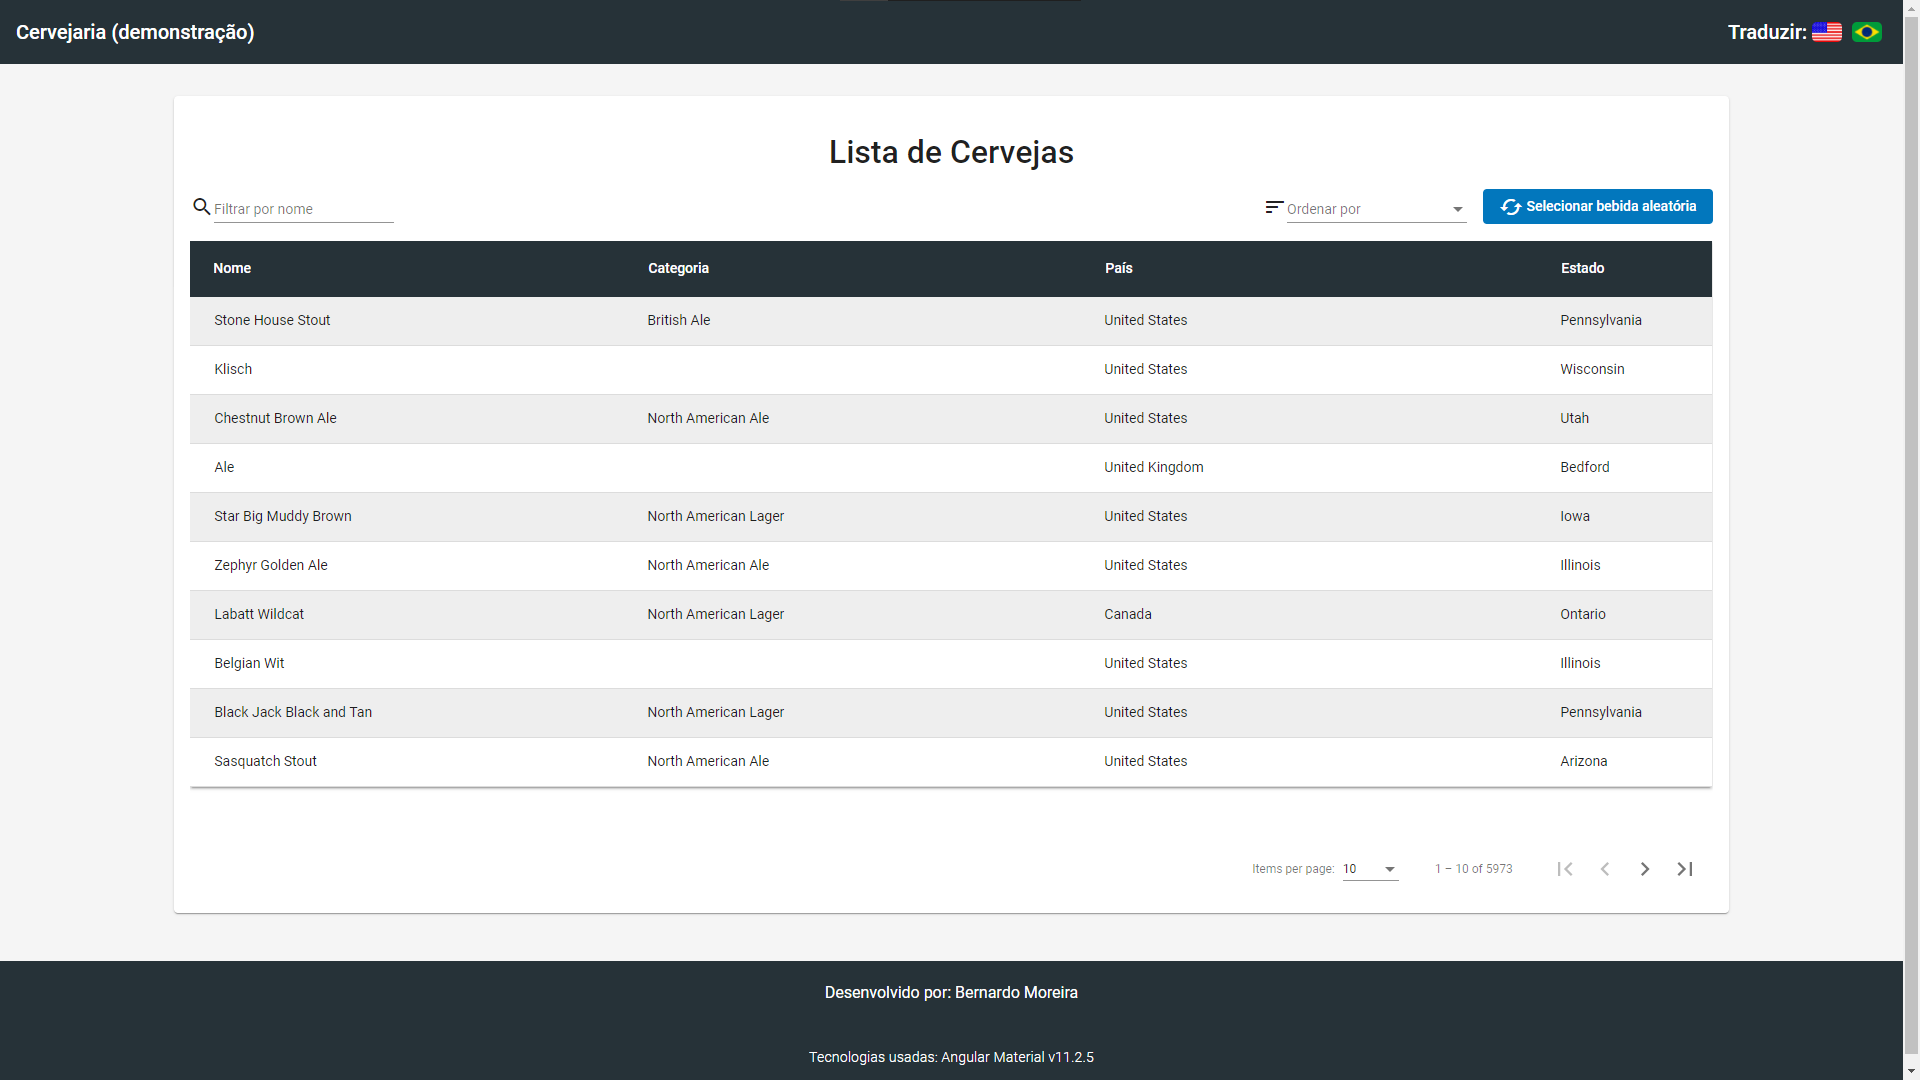 Cervejaria (demonstração)
Traduzir:
Lista de Cervejas
Filtrar por nome
Ordenar por
Selecionar bebida aleatória
Nome Categoria País Estado
Stone House Stout British Ale United States Pennsylvania
Klisch United States Wisconsin
Chestnut Brown Ale North American Ale United States Utah
Ale United Kingdom Bedford
Star Big Muddy Brown North American Lager United States Iowa
Zephyr Golden Ale North American Ale United States Illinois
Labatt Wildcat North American Lager Canada Ontario
Belgian Wit United States Illinois
Black Jack Black and Tan North American Lager United States Pennsylvania
Sasquatch Stout North American Ale United States Arizona
Items per page: 10 1 – 10 of 5973
Desenvolvido por: Bernardo Moreira
Tecnologias usadas: Angular Material v11.2.5